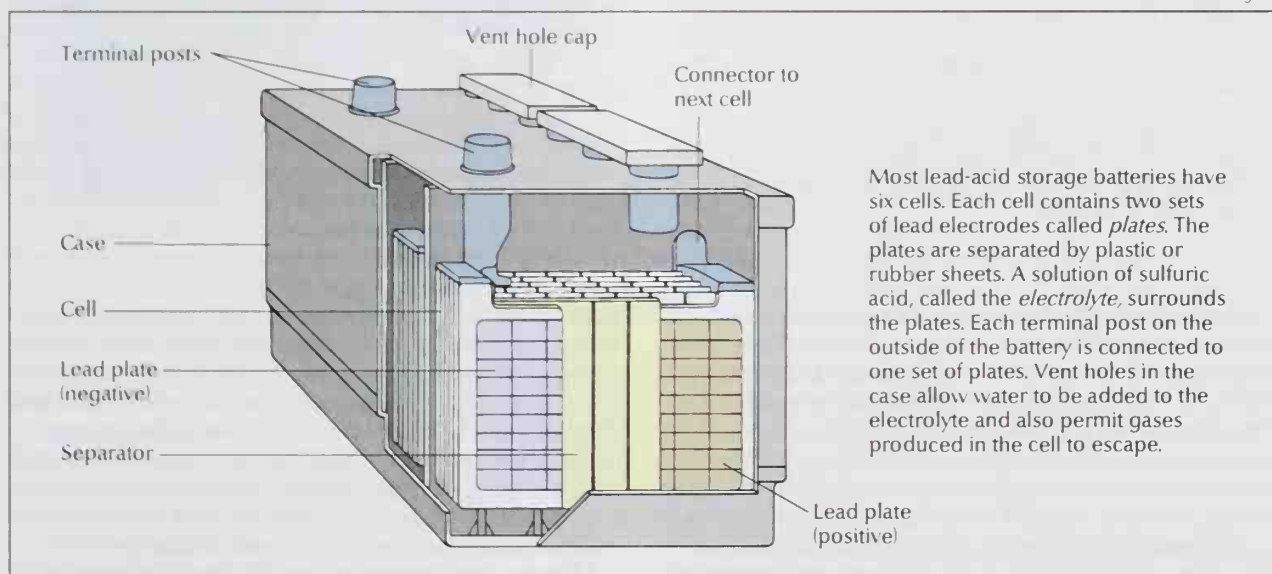 Terminal posts
Vent hole cap
Connector to
next cell
Case
Cell
Lead plate
(negative)
Separator
Lead plate
(positive)
Most lead-acid storage batteries have
six cells. Each cell contains two sets
of lead electrodes called plates. The
plates are separated by plastic or
rubber sheets. A solution of sulfuric
acid, called the electrolyte, surrounds
the plates. Each terminal post on the
outside of the battery is connected to
one set of plates. Vent holes in the
case allow water to be added to the
electrolyte and also permit gases
produced in the cell to escape.